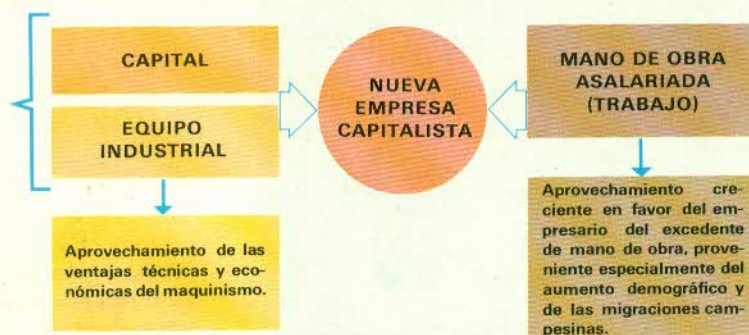 CAPITAL
EQUIPO
INDUSTRIAL
Aprovechamiento de las
ventajas técnicas y eco-
nómicas del maquinismo.
NUEVA
EMPRESA
CAPITALISTA
MANO DE OBRA
ASALARIADA
(TRABAJO)
Aprovechamiento cre-
ciente en favor del em-
presario del excedente
de mano de obra, prove-
niente especialmente del
aumento demográfico y
de las migraciones cam-
pesinas.